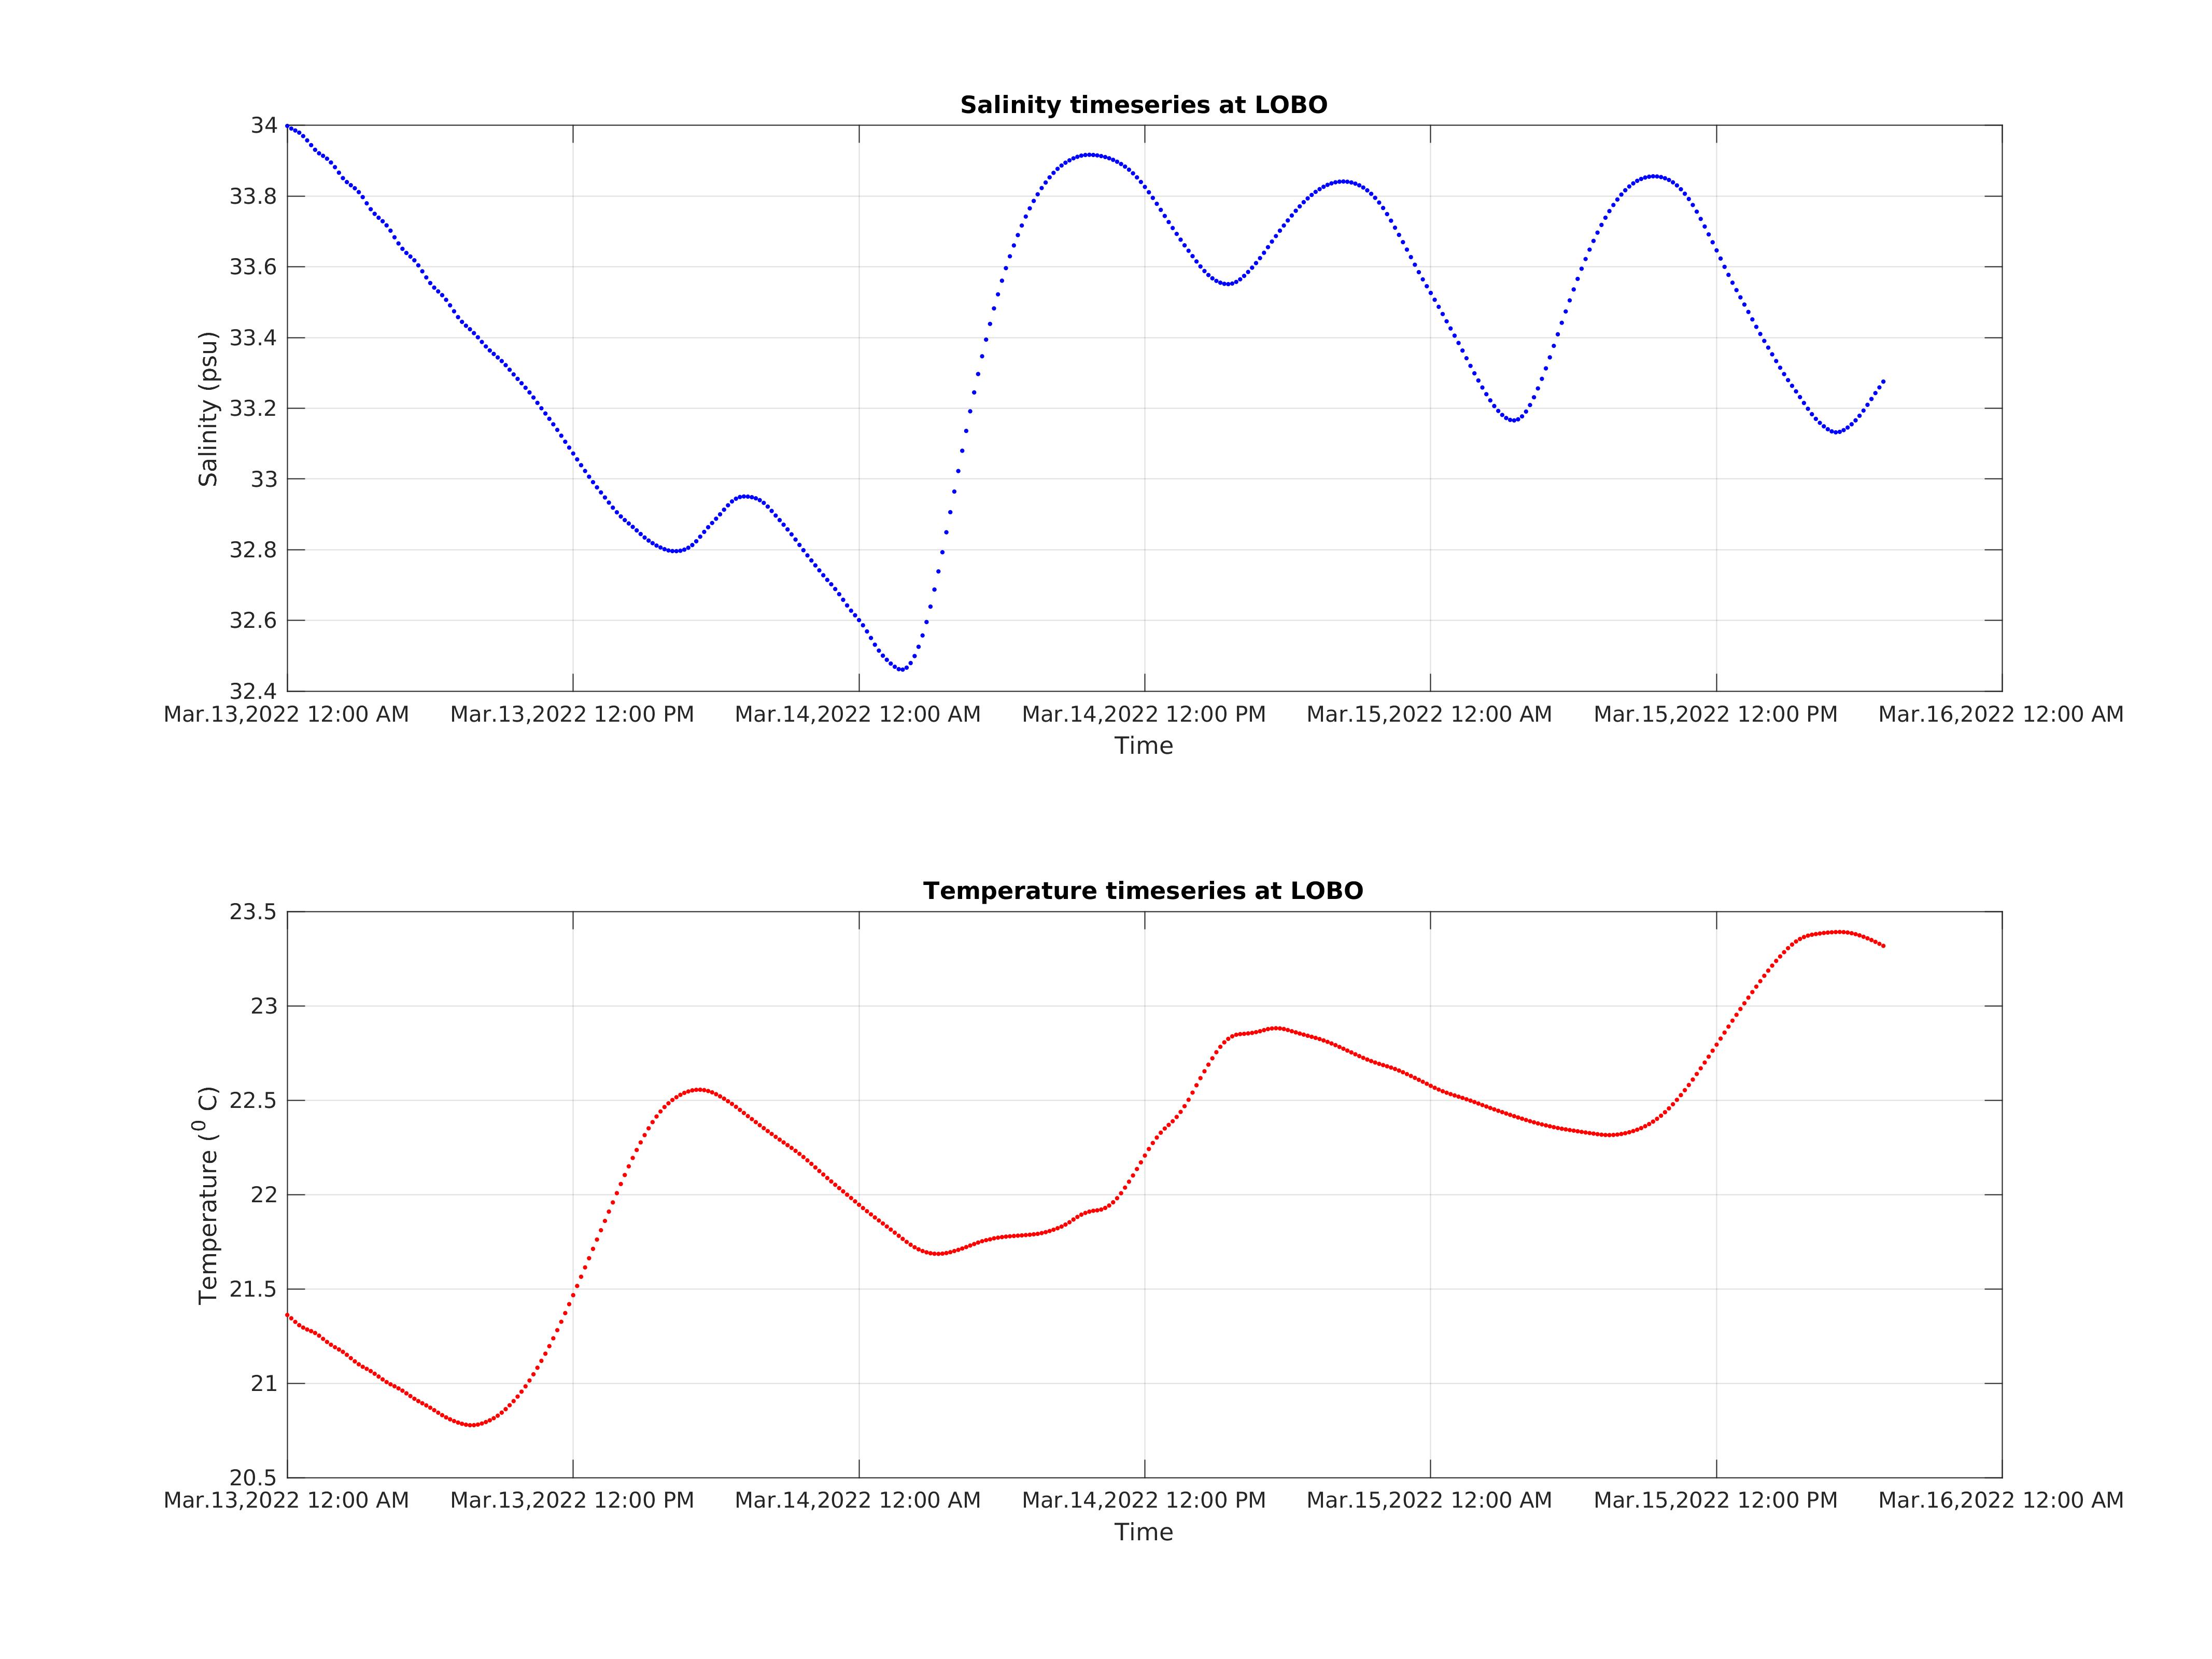 Salinity timeseries at LOBO
34
33.8
33.6
33.4
33.2
33
32.8
32.6
32.4
Salinity (psu)
Mar.13,2022 12:00 AM Mar.13,2022 12:00 PM Mar.14,2022 12:00 AM Mar.14,2022 12:00 PM Mar.15,2022 12:00 AM Mar.15,2022 12:00 PM Mar.16,2022 12:00 AM
Time
Temperature timeseries at LOBO
23.5
23
22.5
22
21.5
21
20.5
Temperature (⁰ C)
Mar.13,2022 12:00 AM Mar.13,2022 12:00 PM Mar.14,2022 12:00 AM Mar.14,2022 12:00 PM Mar.15,2022 12:00 AM Mar.15,2022 12:00 PM Mar.16,2022 12:00 AM
Time